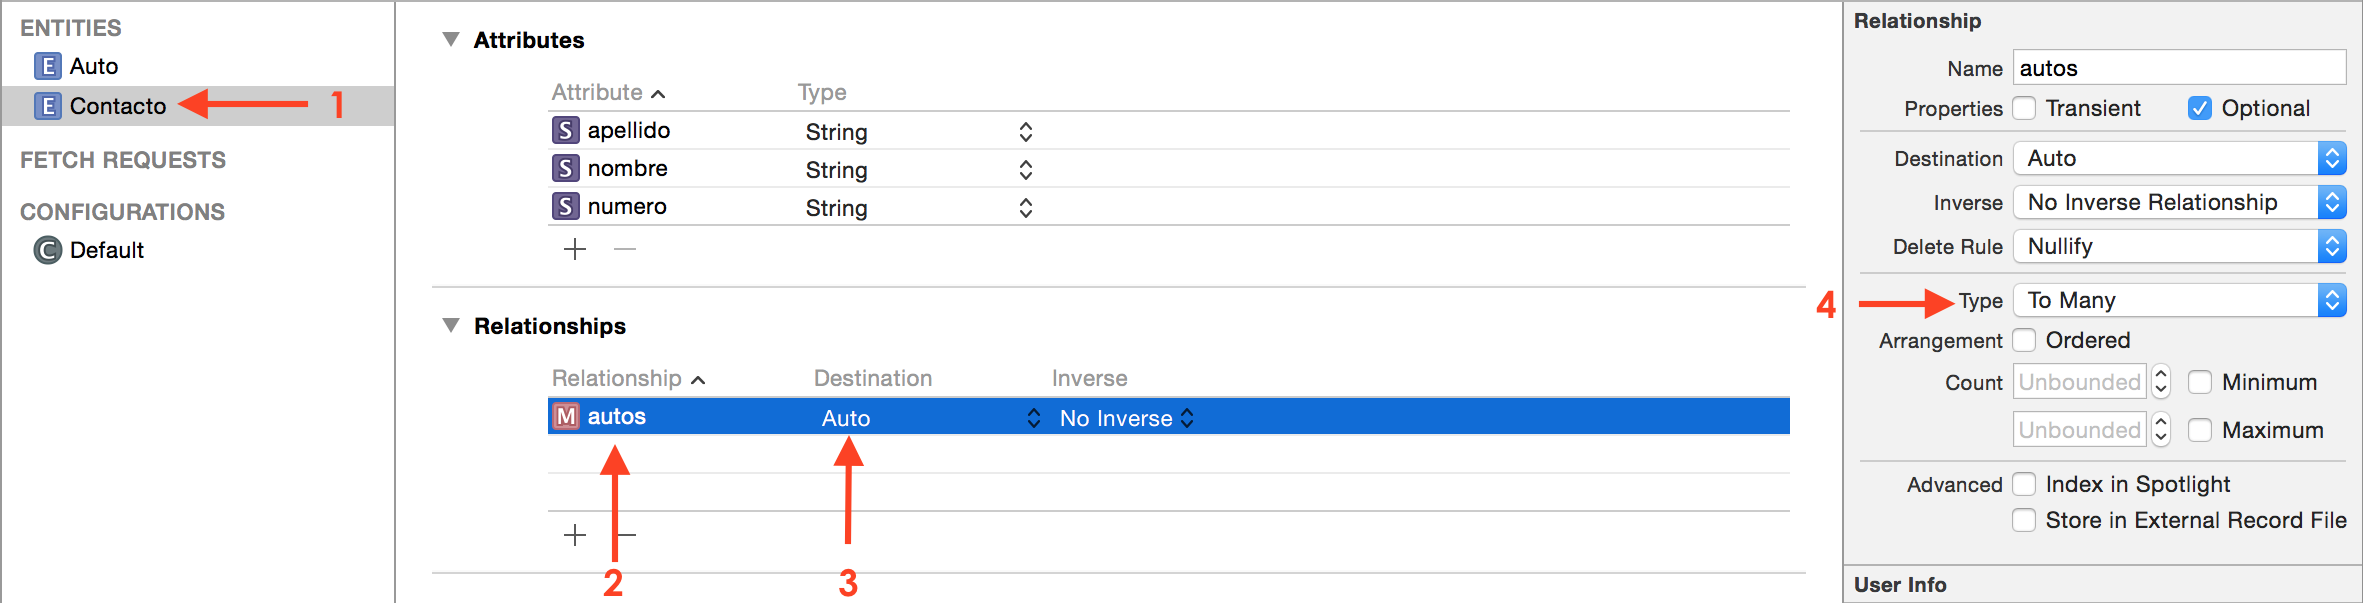 ENTITIES
E Auto
E Contacto
1
FETCH REQUESTS
CONFIGURATIONS
C Default
Attributes
Attribute Type
S apellido String
S nombre String
S numero String
Relationships
Relationship Destination Inverse
M autos Auto No Inverse
2
3
Relationship
Name autos
Properties Transient Optional
Destination Auto
Inverse No Inverse Relationship
Delete Rule Nullify
4 Type To Many
Arrangement Ordered
Count Unbounded Minimum
Unbounded Maximum
Advanced Index in Spotlight
Store in External Record File
User Info